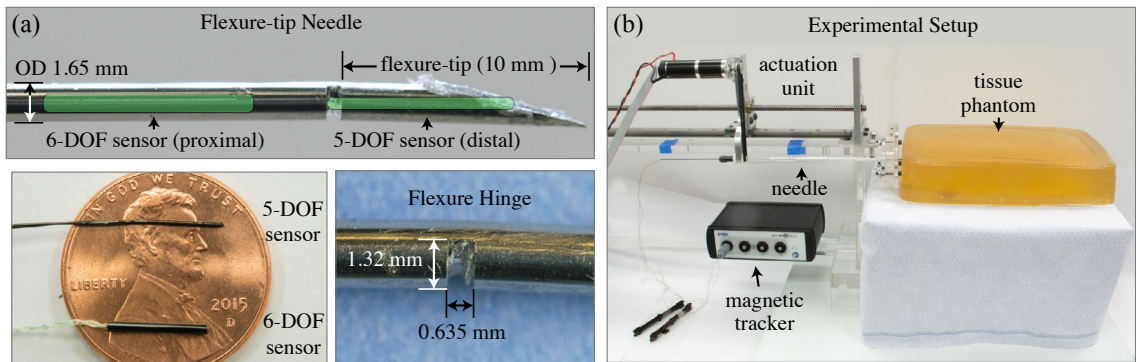 (a)
Flexure-tip Needle
OD 1.65 mm
flexure-tip (10 mm )
6-DOF sensor (proximal)
5-DOF sensor (distal)
IN GOD WE TRUST
LIBERTY
2015
D
5-DOF
sensor
6-DOF
sensor
Flexure Hinge
1.32 mm
0.635 mm
(b)
Experimental Setup
actuation
unit
tissue
phantom
needle
magnetic
tracker